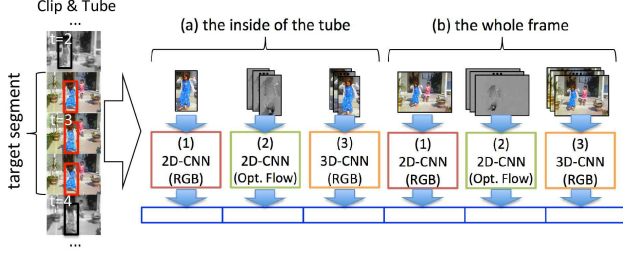 Clip & Tube
...
t=2
t=3
t=4
...
target segment
(a) the inside of the tube
(b) the whole frame
(1)
2D-CNN
(RGB)
(2)
2D-CNN
(Opt. Flow)
(3)
3D-CNN
(RGB)
(1)
2D-CNN
(RGB)
(2)
2D-CNN
(Opt. Flow)
(3)
3D-CNN
(RGB)